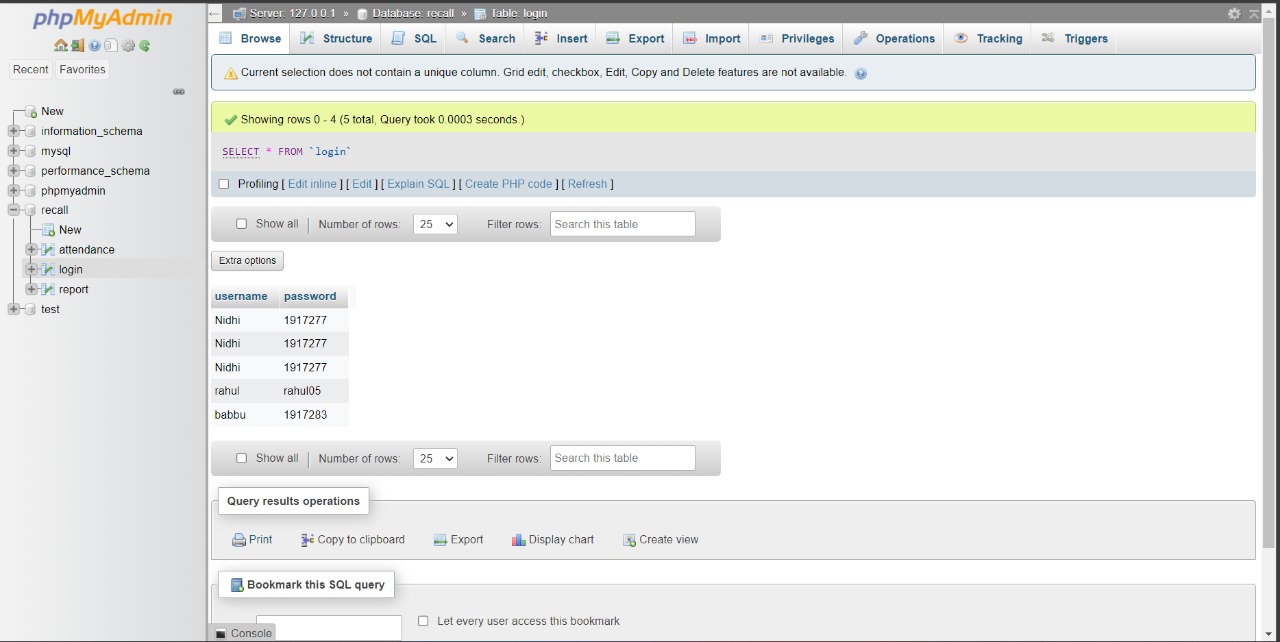 phpMyAdmin
Recent Favorites
New
information_schema
mysql
performance_schema
phpmyadmin
recall
New
attendance
login
report
test
Server: 127.0.0.1 » Database: recall » Table: login
Browse Structure SQL Search Insert Export Import Privileges Operations Tracking Triggers
Current selection does not contain a unique column. Grid edit, checkbox, Edit, Copy and Delete features are not available.
Showing rows 0 - 4 (5 total, Query took 0.0003 seconds.)
SELECT * FROM `login`
Profiling [ Edit inline ] [ Edit ] [ Explain SQL ] [ Create PHP code ] [ Refresh ]
Show all | Number of rows: 25 Filter rows: Search this table
Extra options
username password
Nidhi 1917277
Nidhi 1917277
Nidhi 1917277
rahul rahul05
babbu 1917283
Show all | Number of rows: 25 Filter rows: Search this table
Query results operations
Print Copy to clipboard Export Display chart Create view
Bookmark this SQL query
Let every user access this bookmark
Console